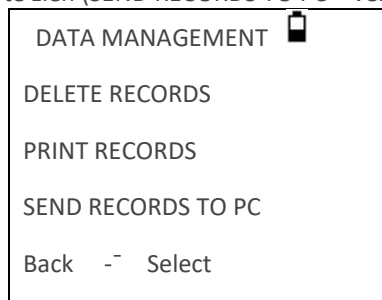 DATA MANAGEMENT
DELETE RECORDS
PRINT RECORDS
SEND RECORDS TO PC
Back -¯ Select